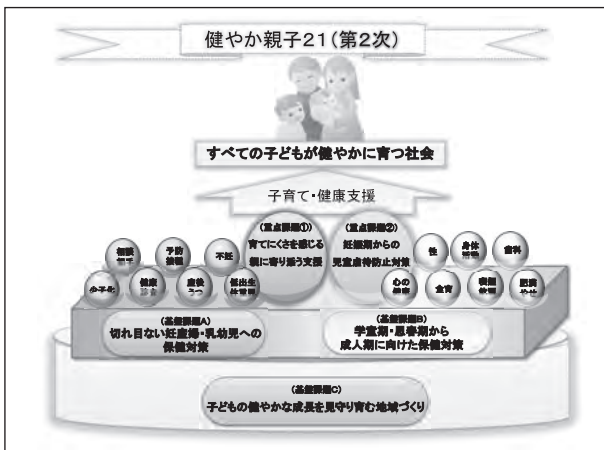 健やか親子21(第2次)
すべての子どもが健やかに育つ社会
子育て・健康支援
(重点課題①)
育てにくさを感じる
親に寄り添う支援
(重点課題②)
妊娠期からの
児童虐待防止対策
相談
相手
予防
接種
不妊
少子化
健康
診査
産後
うつ
低出生
体重児
性
身体
活動
歯科
心の
健康
食育
喫煙
飲酒
肥満
やせ
(基盤課題A)
切れ目ない妊産婦・乳幼児への
保健対策
(基盤課題B)
学童期・思春期から
成人期に向けた保健対策
(基盤課題C)
子どもの健やかな成長を見守り育む地域づくり